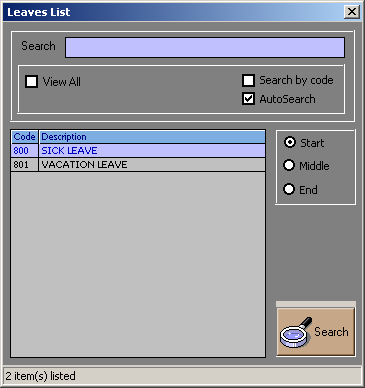 Leaves List
Search
View All
Search by code
AutoSearch
Code Description
800 SICK LEAVE
801 VACATION LEAVE
Start
Middle
End
Search
2 item(s) listed